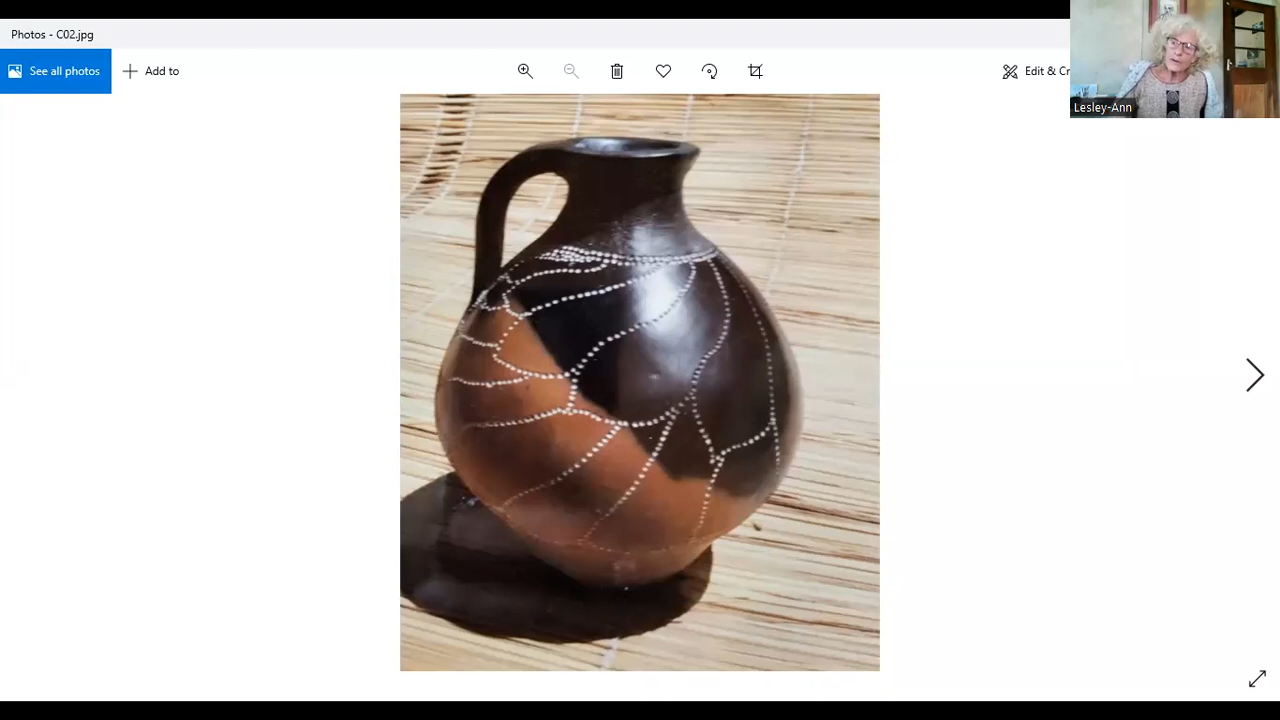 Photos - C02.jpg
See all photos
Add to
Edit & Cr
Lesley-Ann